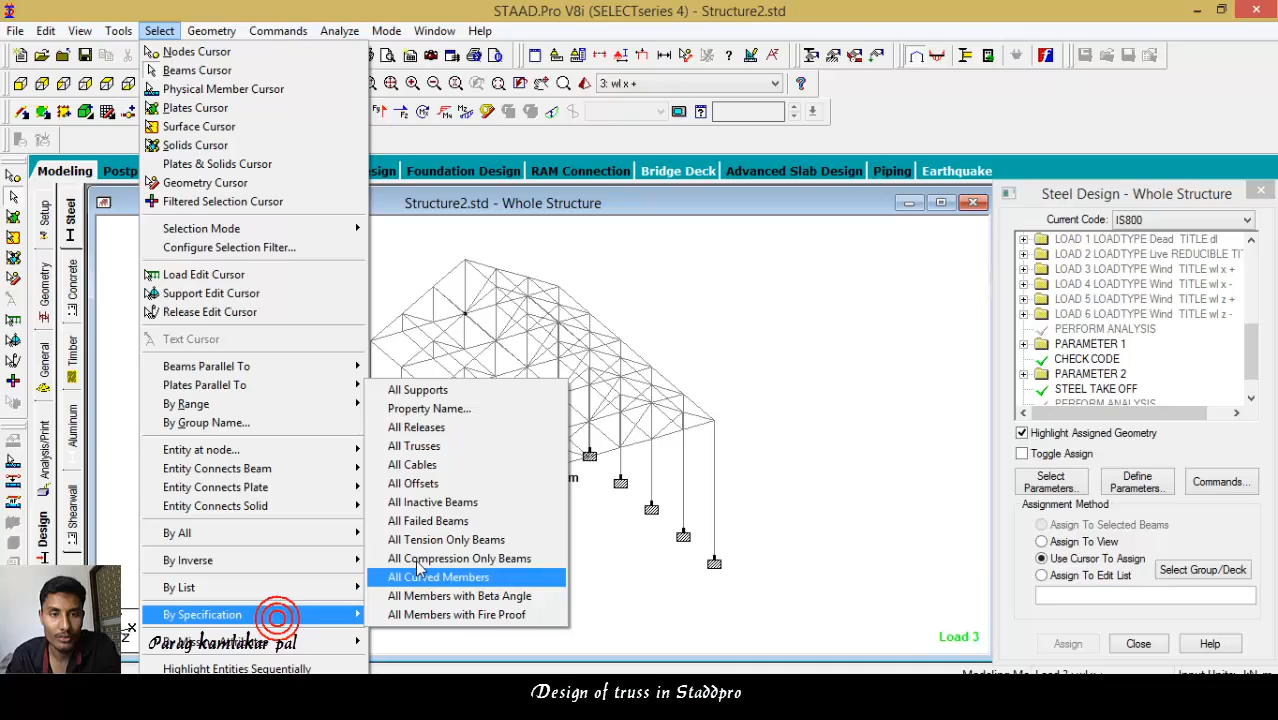 STAAD.Pro V8i (SELECTseries 4) - Structure2.std
File Edit View Tools Select Geometry Commands Analyze Mode Window Help
3: wl x +
Modeling Postp
sign Foundation Design RAM Connection Bridge Deck Advanced Slab Design Piping Earthquake
Nodes Cursor
Beams Cursor
Physical Member Cursor
Plates Cursor
Surface Cursor
Solids Cursor
Plates & Solids Cursor
Geometry Cursor
Filtered Selection Cursor
Selection Mode
Configure Selection Filter...
Load Edit Cursor
Support Edit Cursor
Release Edit Cursor
Text Cursor
Beams Parallel To
Plates Parallel To
By Range
By Group Name...
Entity at node...
Entity Connects Beam
Entity Connects Plate
Entity Connects Solid
By All
By Inverse
By List
By Specification
Highlight Entities Sequentially
All Supports
Property Name...
All Releases
All Trusses
All Cables
All Offsets
All Inactive Beams
All Failed Beams
All Tension Only Beams
All Compression Only Beams
All Curved Members
All Members with Beta Angle
All Members with Fire Proof
Setup
Geometry
General
Analysis/Print
Design
Steel
Concrete
Timber
Aluminum
Shearwall
Structure2.std - Whole Structure
m
Load 3
X
Z
Steel Design - Whole Structure
Current Code: IS800
LOAD 1 LOADTYPE Dead TITLE dl
LOAD 2 LOADTYPE Live REDUCIBLE TI
LOAD 3 LOADTYPE Wind TITLE wl x +
LOAD 4 LOADTYPE Wind TITLE wl x -
LOAD 5 LOADTYPE Wind TITLE wl z +
LOAD 6 LOADTYPE Wind TITLE wl z -
PERFORM ANALYSIS
PARAMETER 1
CHECK CODE
PARAMETER 2
STEEL TAKE OFF
PERFORM ANALYSIS
Highlight Assigned Geometry
Toggle Assign
Select Parameters... Define Parameters... Commands...
Assignment Method
Assign To Selected Beams
Assign To View
Use Cursor To Assign
Assign To Edit List
Select Group/Deck
Assign Close Help
Parag kamlakar pal
Design of truss in Staddpro